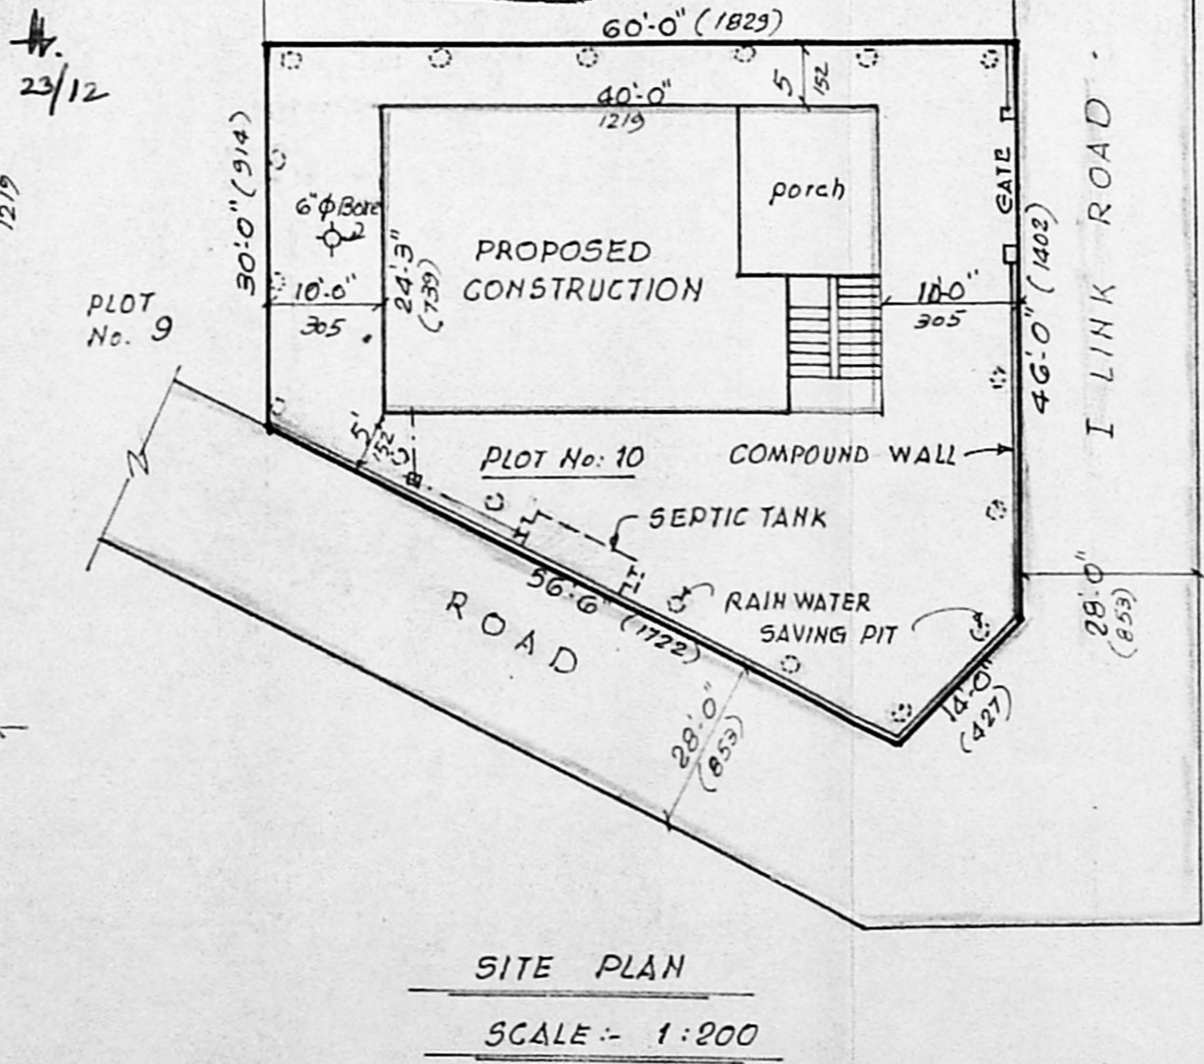 23/12
1219
60'-0" (1829)
5
152
40'-0"
1219
30'-0" (914)
6"Φ Bore
porch
GATE
I LINK ROAD.
PROPOSED
CONSTRUCTION
24'-3"
(739)
10'-0"
305
10'-0"
305
46'-0" (1402)
PLOT
No. 9
5'
152
PLOT No: 10
COMPOUND WALL
SEPTIC TANK
56'-6" (1722)
RAIN WATER
SAVING PIT
ROAD
28'-0"
(853)
14'-0"
(427)
28'-0"
(853)
SITE PLAN
SCALE:- 1:200